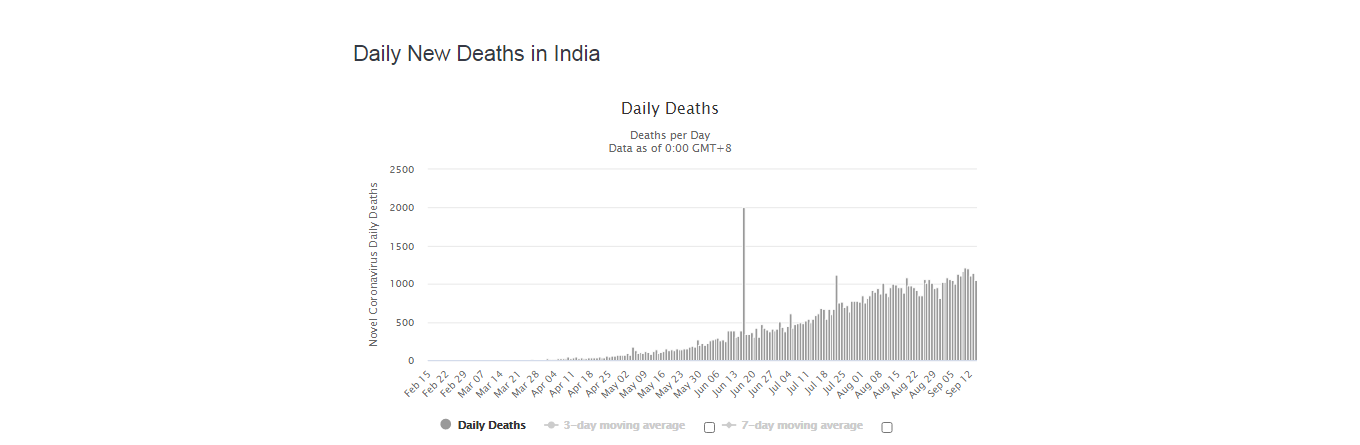 Daily New Deaths in India
Daily Deaths
Deaths per Day
Data as of 0:00 GMT+8
Novel Coronavirus Daily Deaths
2500
2000
1500
1000
500
0
Feb 15
Feb 22
Feb 29
Mar 07
Mar 14
Mar 21
Mar 28
Apr 04
Apr 11
Apr 18
Apr 25
May 02
May 09
May 16
May 23
May 30
Jun 06
Jun 13
Jun 20
Jun 27
Jul 04
Jul 11
Jul 18
Jul 25
Aug 01
Aug 08
Aug 15
Aug 22
Aug 29
Sep 05
Sep 12
Daily Deaths 3-day moving average 7-day moving average